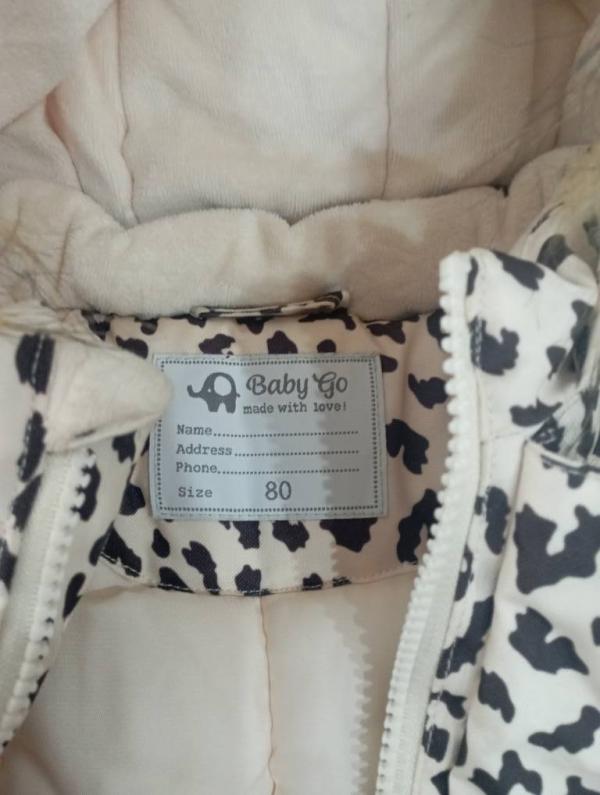 Baby Go
made with love!
Name
Address
Phone
Size 80